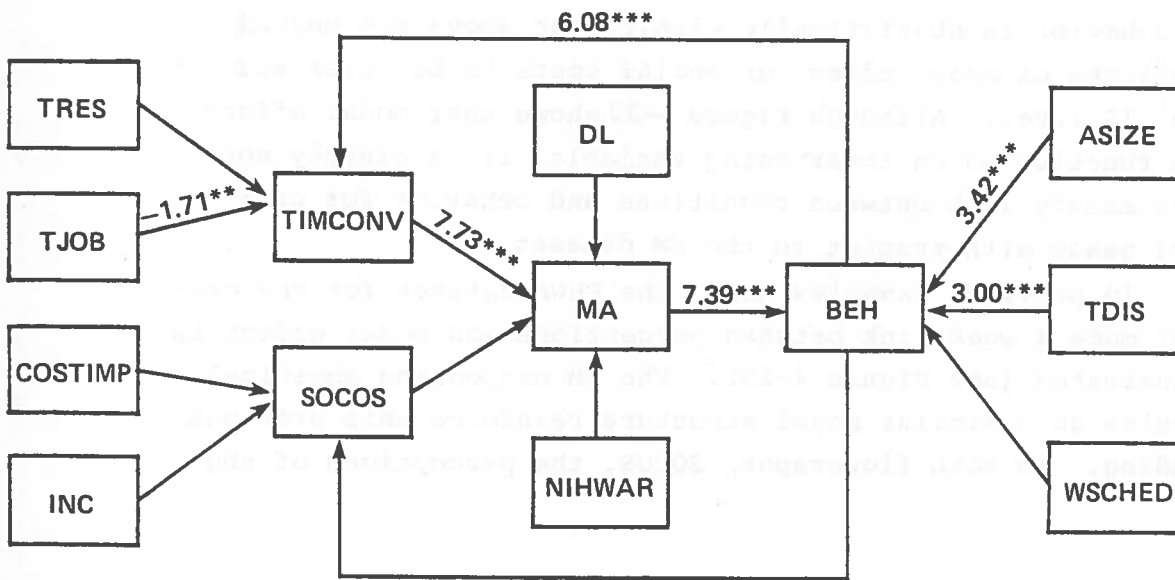 6.08***
TRES
DL
ASIZE
3.42***
TJOB
-1.71**
TIMCONV
7.73***
MA
7.39***
BEH
3.00***
TDIS
COSTIMP
SOCOS
INC
NIHWAR
WSCHED